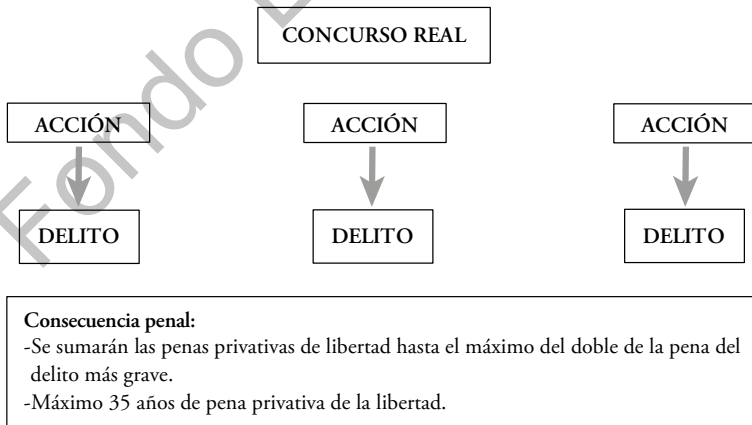 CONCURSO REAL
ACCIÓN ACCIÓN ACCIÓN
DELITO DELITO DELITO
Consecuencia penal:
-Se sumarán las penas privativas de libertad hasta el máximo del doble de la pena del
delito más grave.
-Máximo 35 años de pena privativa de la libertad.
Fondo